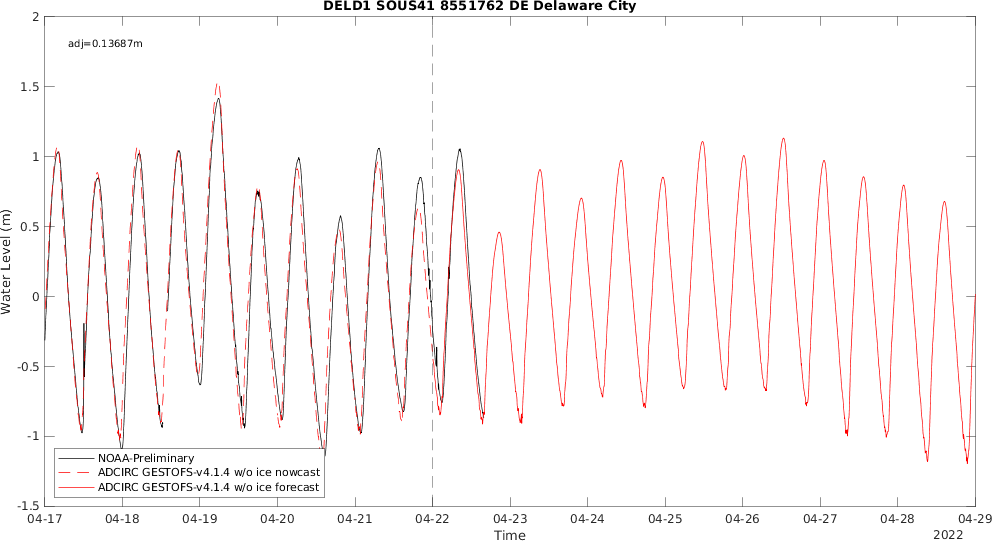 DELD1 SOUS41 8551762 DE Delaware City
adj=0.13687m
Water Level (m)
2
1.5
1
0.5
0
-0.5
-1
-1.5
NOAA-Preliminary
ADCIRC GESTOFS-v4.1.4 w/o ice nowcast
ADCIRC GESTOFS-v4.1.4 w/o ice forecast
04-17 04-18 04-19 04-20 04-21 04-22 04-23 04-24 04-25 04-26 04-27 04-28 04-29
Time
2022